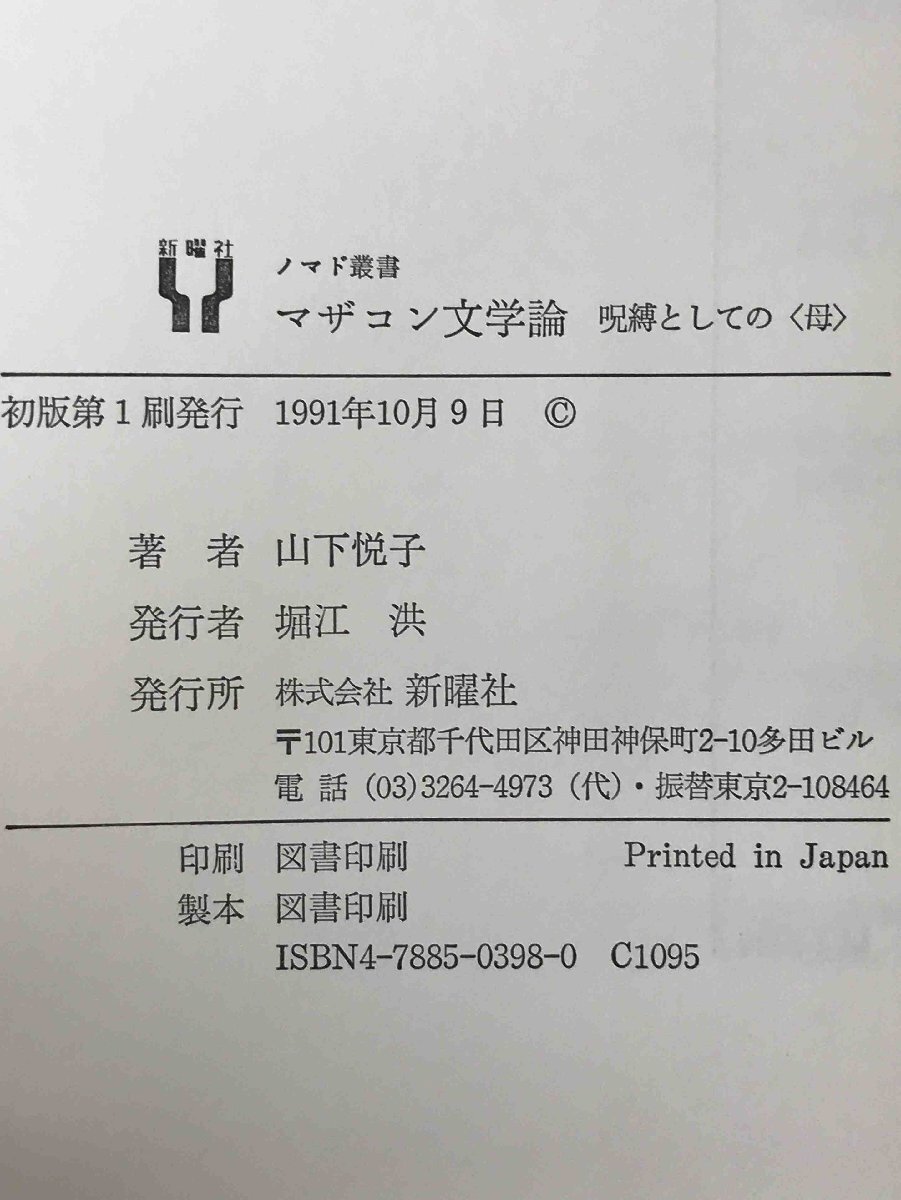 新曜社
ノマド叢書
マザコン文学論 呪縛としての〈母〉
初版第1刷発行 1991年10月9日 ©
著 者 山下悦子
発行者 堀江 洪
発行所 株式会社 新曜社
〒101東京都千代田区神田神保町2-10多田ビル
電 話 (03)3264-4973 (代)・振替東京2-108464
印刷 図書印刷 Printed in Japan
製本 図書印刷
ISBN4-7885-0398-0 C1095